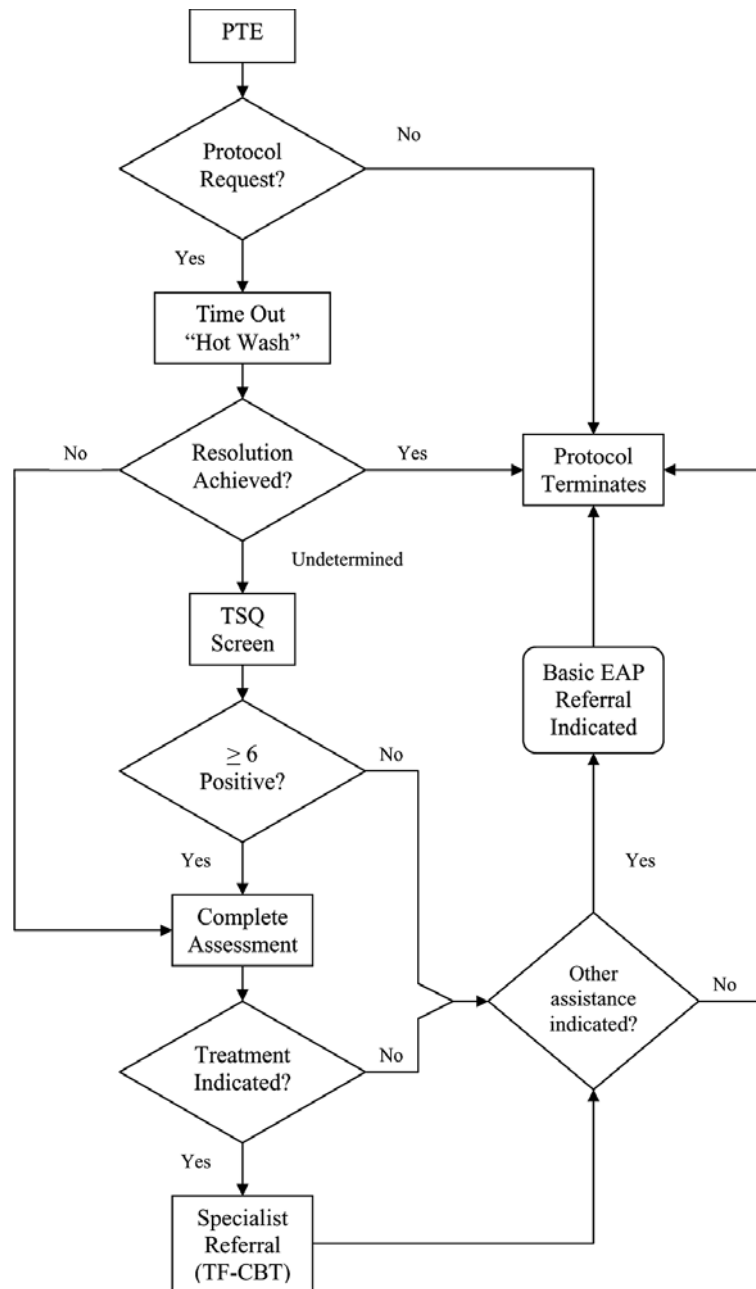 PTE
Protocol
Request?
No
Yes
Time Out
“Hot Wash”
No
Resolution
Achieved?
Yes
Protocol
Terminates
Undetermined
TSQ
Screen
Basic EAP
Referral
Indicated
≥ 6
Positive?
No
Yes
Yes
Complete
Assessment
Other
assistance
indicated?
No
Treatment
Indicated?
No
Yes
Specialist
Referral
(TF-CBT)